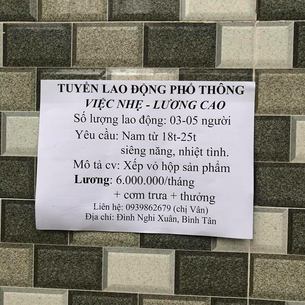 TUYỂN LAO ĐỘNG PHỔ THÔNG
VIỆC NHẸ - LƯƠNG CAO
Số lượng lao động: 03-05 người
Yêu cầu: Nam từ 18t-25t
siêng năng, nhiệt tình.
Mô tả cv: Xếp vỏ hộp sản phẩm
Lương: 6.000.000/tháng
+ cơm trưa + thưởng
Liên hệ: 0939862679 (chị Vân)
Địa chỉ: Đình Nghi Xuân, Bình Tân